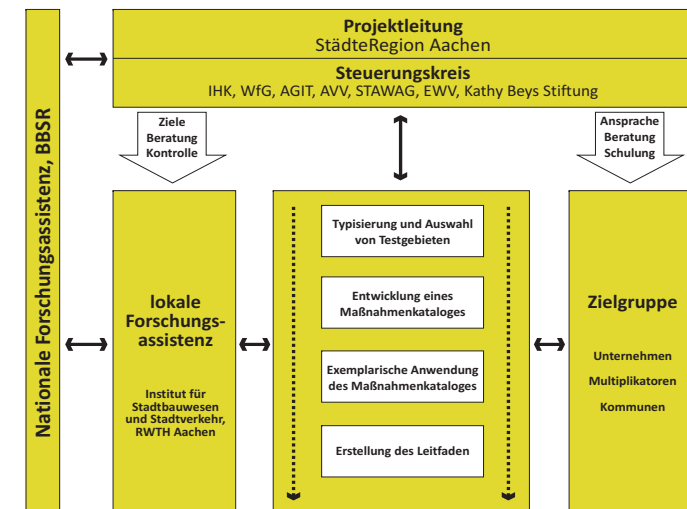 Nationale Forschungsassistenz, BBSR
Projektleitung
StädteRegion Aachen
Steuerungskreis
IHK, WfG, AGIT, AVV, STAWAG, EWV, Kathy Beys Stiftung
Ziele
Beratung
Kontrolle
Ansprache
Beratung
Schulung
lokale
Forschungs-
assistenz
Institut für
Stadtbauwesen
und Stadtverkehr,
RWTH Aachen
Typisierung und Auswahl
von Testgebieten
Entwicklung eines
Maßnahmenkataloges
Exemplarische Anwendung
des Maßnahmenkataloges
Erstellung des Leitfaden
Zielgruppe
Unternehmen
Multiplikatoren
Kommunen